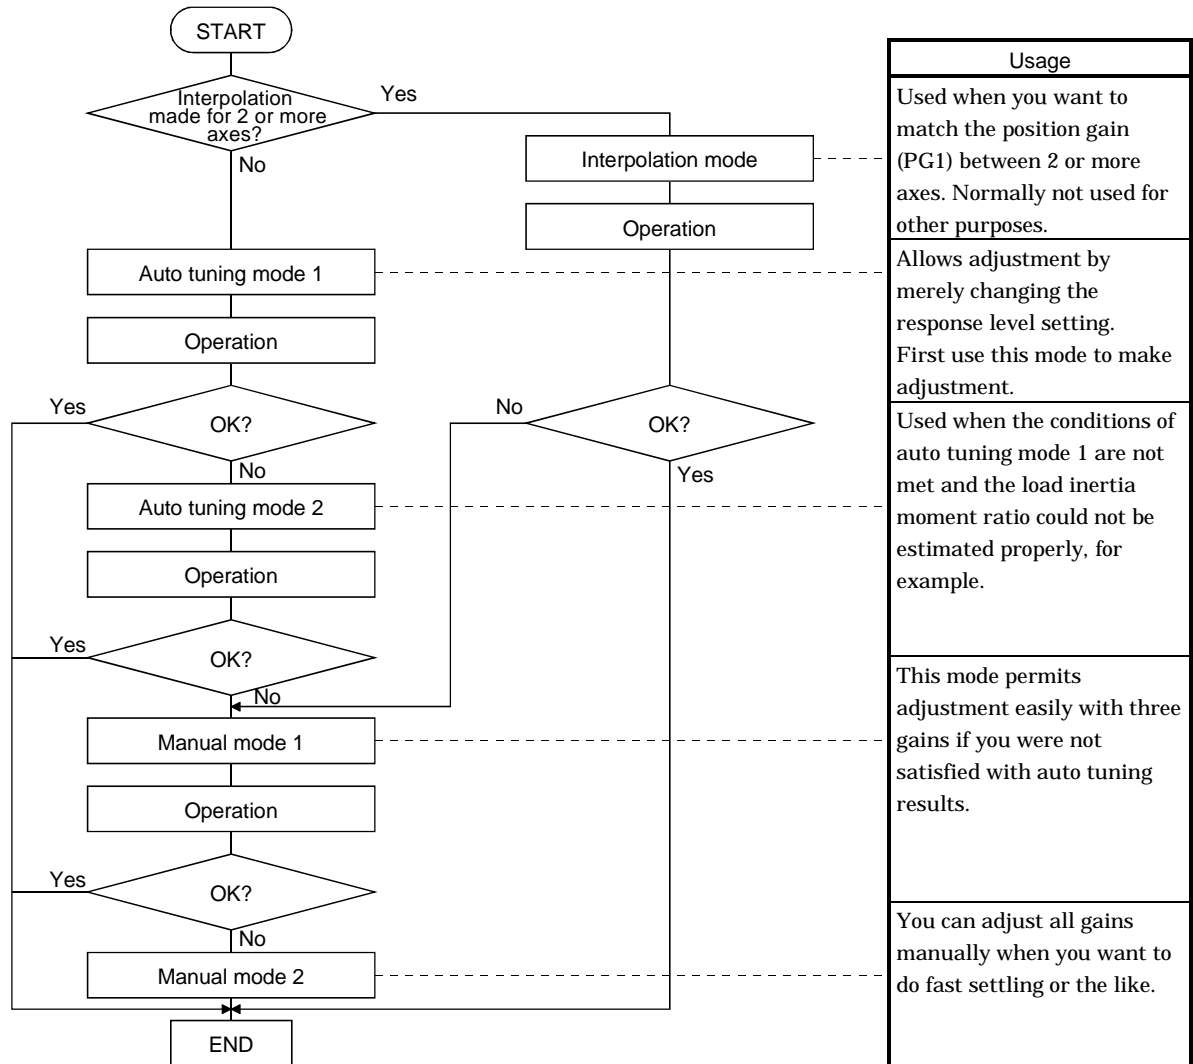 START
Interpolation
made for 2 or more
axes?
Yes
No
Interpolation mode
Operation
Auto tuning mode 1
Operation
Yes
OK?
No
No
OK?
Yes
Auto tuning mode 2
Operation
Yes
OK?
No
Manual mode 1
Operation
Yes
OK?
No
Manual mode 2
END
Usage
Used when you want to
match the position gain
(PG1) between 2 or more
axes. Normally not used for
other purposes.
Allows adjustment by
merely changing the
response level setting.
First use this mode to make
adjustment.
Used when the conditions of
auto tuning mode 1 are not
met and the load inertia
moment ratio could not be
estimated properly, for
example.
This mode permits
adjustment easily with three
gains if you were not
satisfied with auto tuning
results.
You can adjust all gains
manually when you want to
do fast settling or the like.